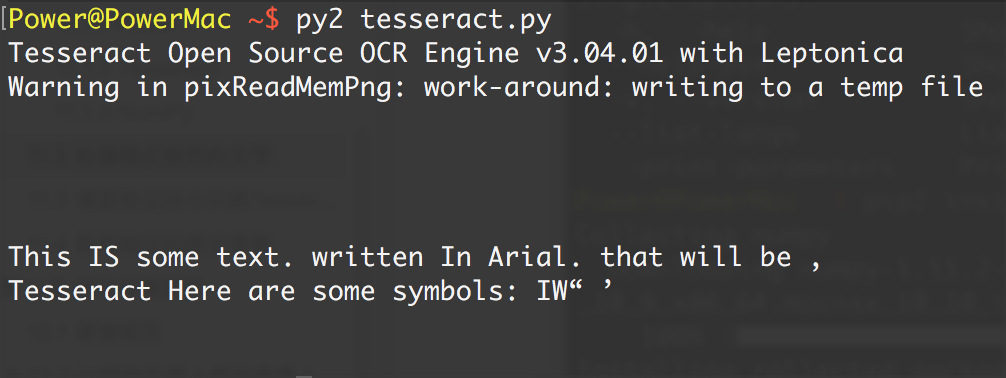 [Power@PowerMac ~$ py2 tesseract.py
Tesseract Open Source OCR Engine v3.04.01 with Leptonica
Warning in pixReadMemPng: work-around: writing to a temp file
This IS some text. written In Arial. that will be ,
Tesseract Here are some symbols: IW“ ’